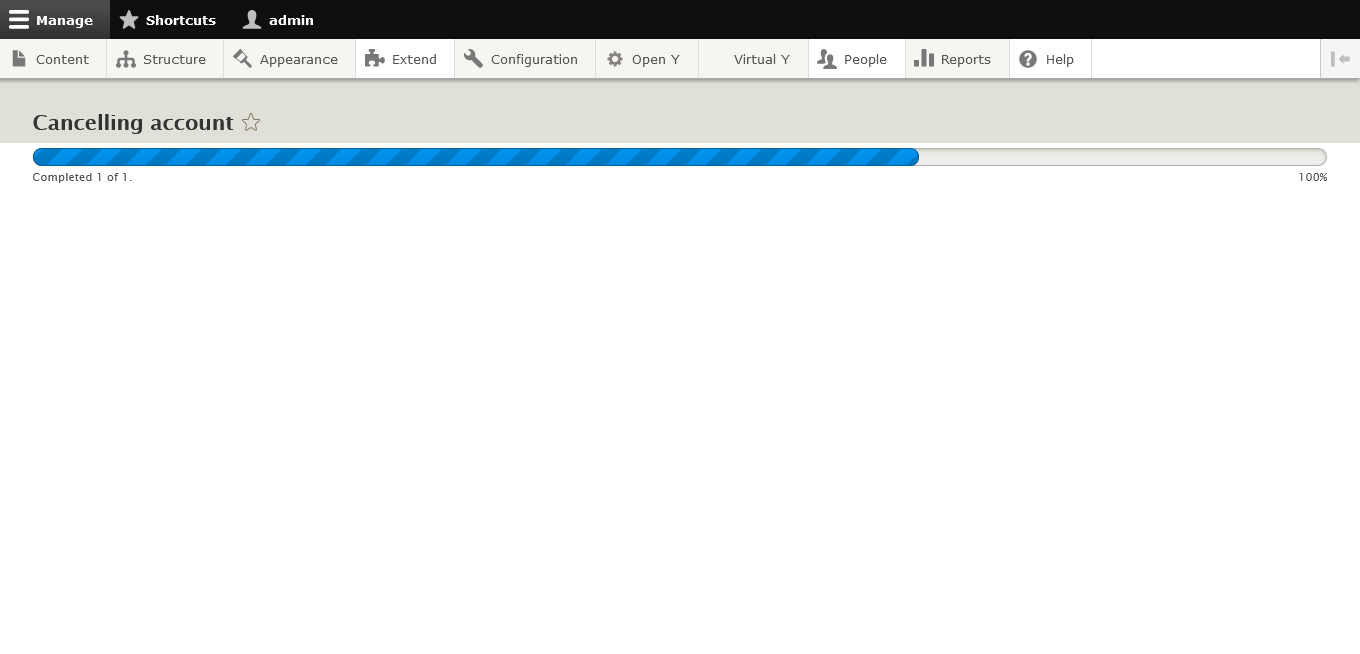 Manage Shortcuts admin
Content Structure Appearance Extend Configuration Open Y Virtual Y People Reports Help
Cancelling account
Completed 1 of 1. 100%